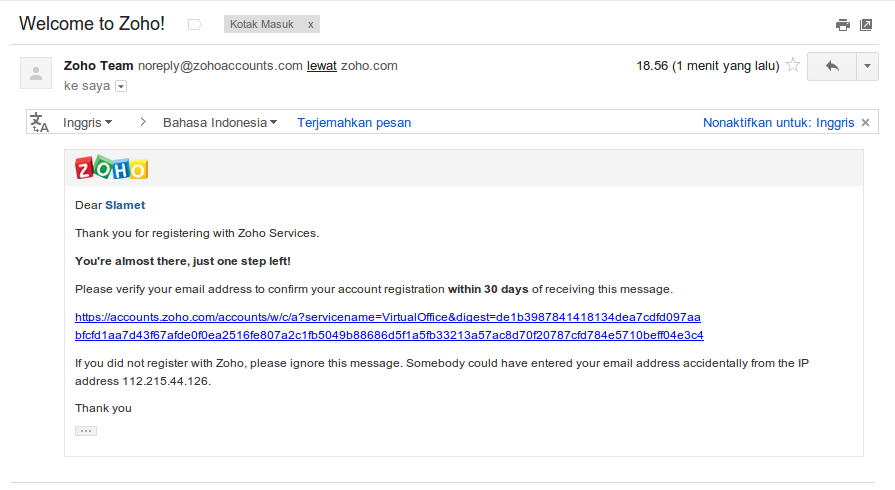 Welcome to Zoho!
Kotak Masuk x
Zoho Team noreply@zohoaccounts.com lewat zoho.com
18.56 (1 menit yang lalu)
ke saya
Inggris > Bahasa Indonesia Terjemahkan pesan Nonaktifkan untuk: Inggris ×
ZOHO
Dear Slamet
Thank you for registering with Zoho Services.
You're almost there, just one step left!
Please verify your email address to confirm your account registration within 30 days of receiving this message.
https://accounts.zoho.com/accounts/w/c/a?servicename=VirtualOffice&digest=de1b3987841418134dea7cdfd097aa
bfcfd1aa7d43f67afde0f0ea2516fe807a2c1fb5049b88686d5f1a5fb33213a57ac8d70f20787cfd784e5710beff04e3c4
If you did not register with Zoho, please ignore this message. Somebody could have entered your email address accidentally from the IP
address 112.215.44.126.
Thank you